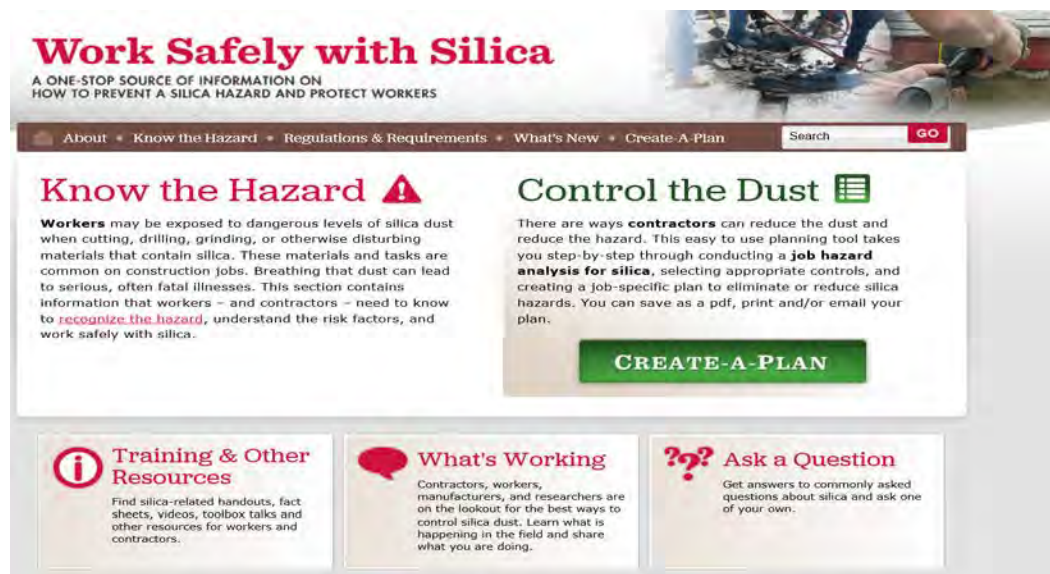 Work Safely with Silica
A ONE-STOP SOURCE OF INFORMATION ON
HOW TO PREVENT A SILICA HAZARD AND PROTECT WORKERS
About • Know the Hazard • Regulations & Requirements • What's New • Create-A-Plan
Search
GO
Know the Hazard
Workers may be exposed to dangerous levels of silica dust
when cutting, drilling, grinding, or otherwise disturbing
materials that contain silica. These materials and tasks are
common on construction jobs. Breathing that dust can lead
to serious, often fatal illnesses. This section contains
information that workers – and contractors – need to know
to recognize the hazard, understand the risk factors, and
work safely with silica.
Control the Dust
There are ways contractors can reduce the dust and
reduce the hazard. This easy to use planning tool takes
you step-by-step through conducting a job hazard
analysis for silica, selecting appropriate controls, and
creating a job-specific plan to eliminate or reduce silica
hazards. You can save as a pdf, print and/or email your
plan.
CREATE-A-PLAN
Training & Other
Resources
Find silica-related handouts, fact
sheets, videos, toolbox talks and
other resources for workers and
contractors.
What's Working
Contractors, workers,
manufacturers, and researchers are
on the lookout for the best ways to
control silica dust. Learn what is
happening in the field and share
what you are doing.
??? Ask a Question
Get answers to commonly asked
questions about silica and ask one
of your own.